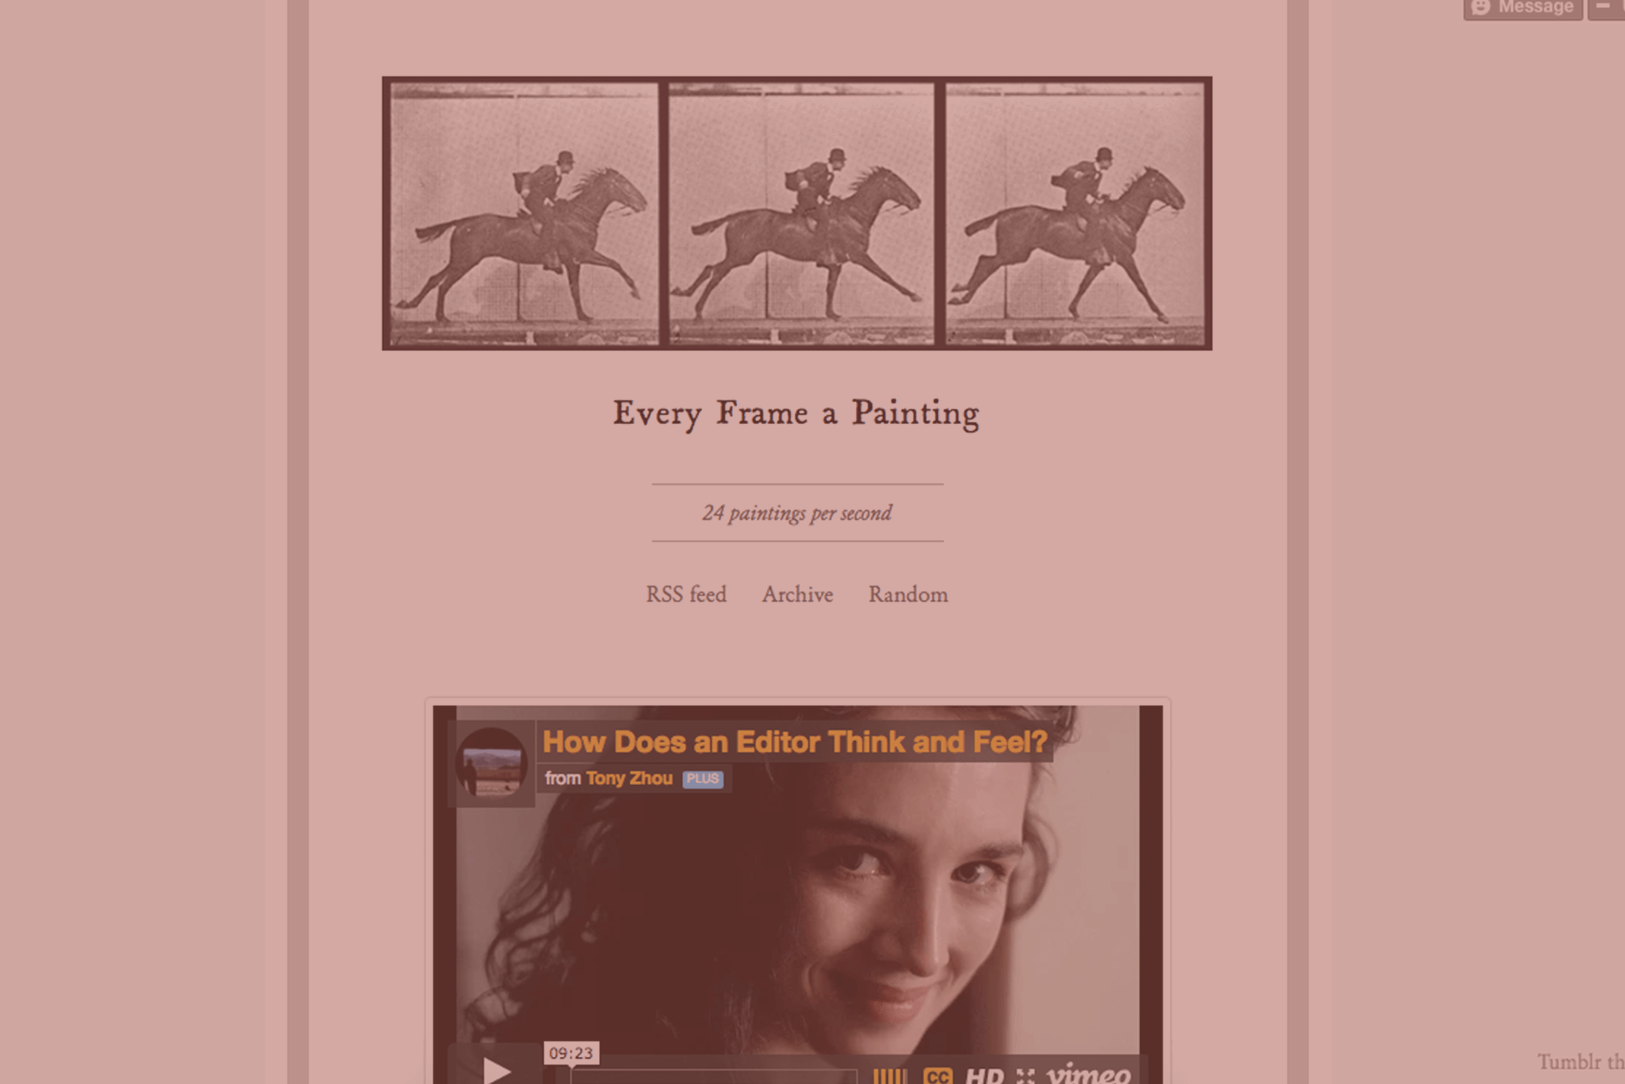 Message
Every Frame a Painting
24 paintings per second
RSS feed Archive Random
How Does an Editor Think and Feel?
from Tony Zhou PLUS
09:23
CC HD vimeo
Tumblr